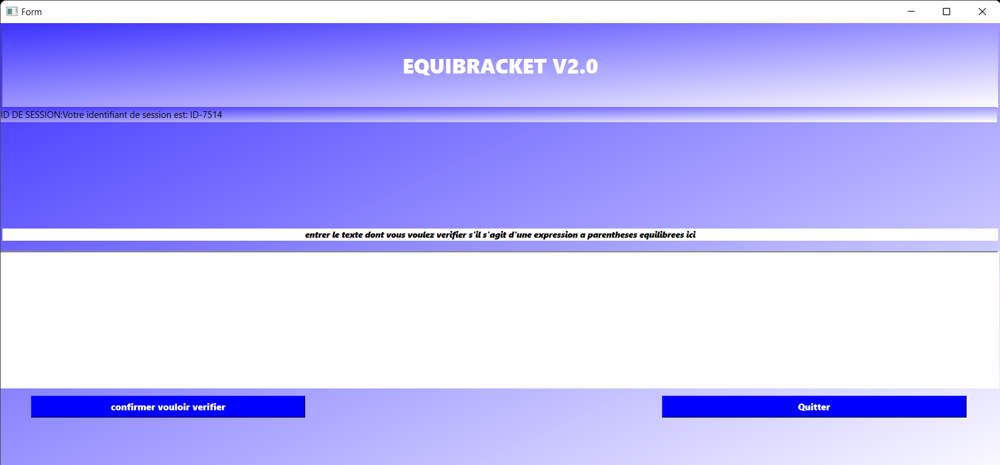 Form
EQUIBRACKET V2.0
ID DE SESSION:Votre identifiant de session est: ID-7514
entrer le texte dont vous voulez verifier s'il s'agit d'une expression a parentheses equilibrees ici
confirmer vouloir verifier
Quitter